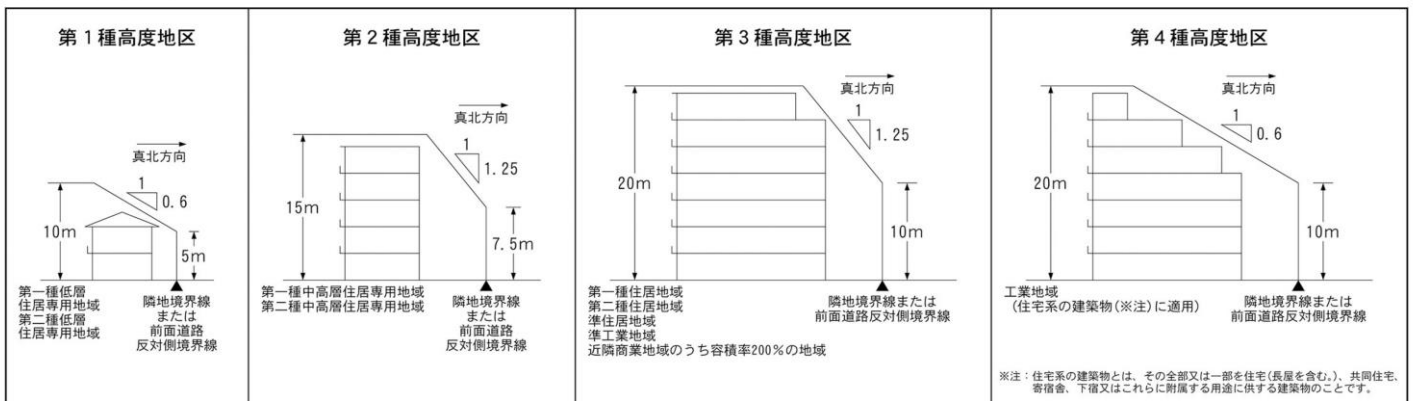 第1種高度地区
真北方向
1
0.6
10m
5m
第一種低層
住居専用地域
第二種低層
住居専用地域
隣地境界線
または
前面道路
反対側境界線
第2種高度地区
真北方向
1
1.25
15m
7.5m
第一種中高層住居専用地域
第二種中高層住居専用地域
隣地境界線
または
前面道路
反対側境界線
第3種高度地区
真北方向
1
1.25
20m
10m
第一種住居地域
第二種住居地域
準住居地域
準工業地域
近隣商業地域のうち容積率200%の地域
隣地境界線または
前面道路反対側境界線
第4種高度地区
真北方向
1
0.6
20m
10m
工業地域
(住宅系の建築物(※注)に適用)
隣地境界線または
前面道路反対側境界線
※注:住宅系の建築物とは、その全部又は一部を住宅(長屋を含む。)、共同住宅、
寄宿舎、下宿又はこれらに附属する用途に供する建築物のことです。